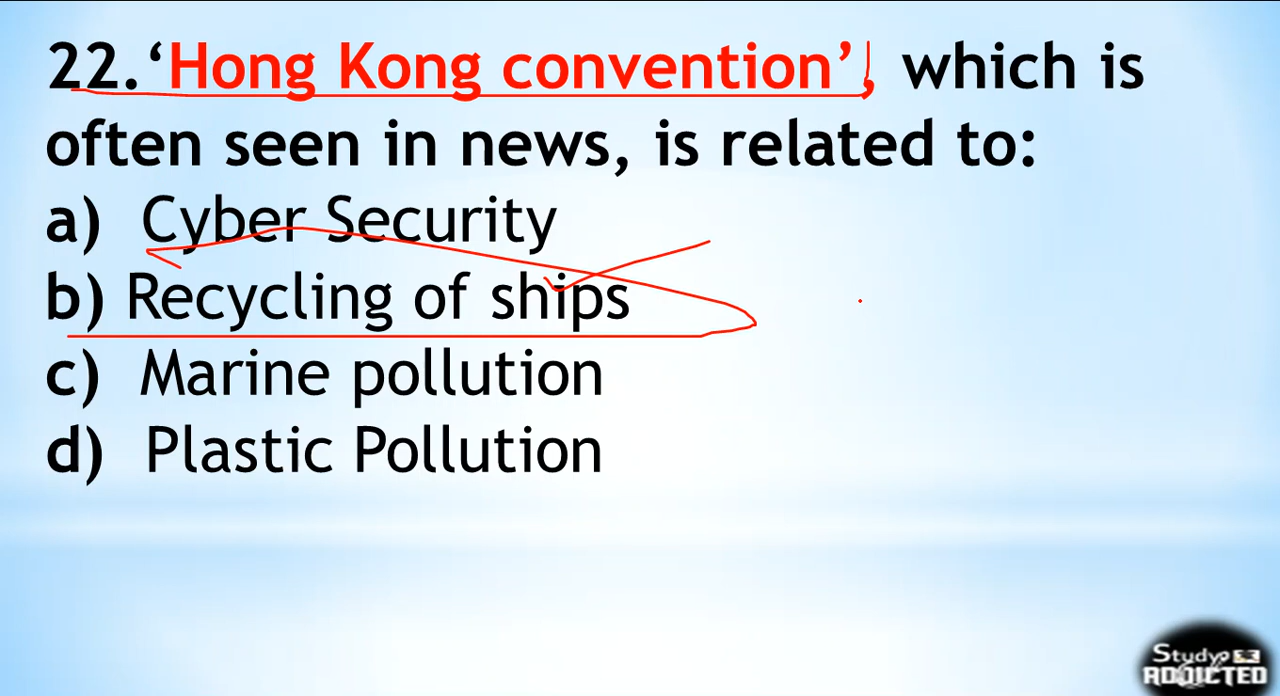 22.‘Hong Kong convention’, which is
often seen in news, is related to:
a) Cyber Security
b) Recycling of ships
c) Marine pollution
d) Plastic Pollution
Study
ADDICTED